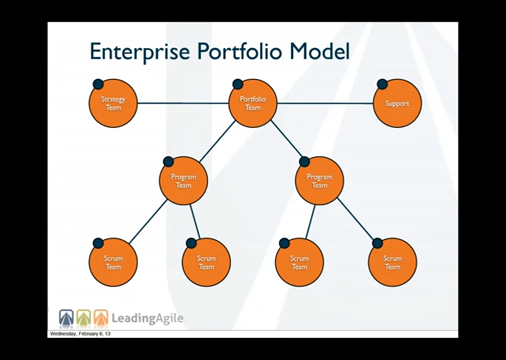 Enterprise Portfolio Model
Strategy
Team
Portfolio
Team
Support
Program
Team
Program
Team
Scrum
Team
Scrum
Team
Scrum
Team
Scrum
Team
LeadingAgile
Wednesday, February 6, 13